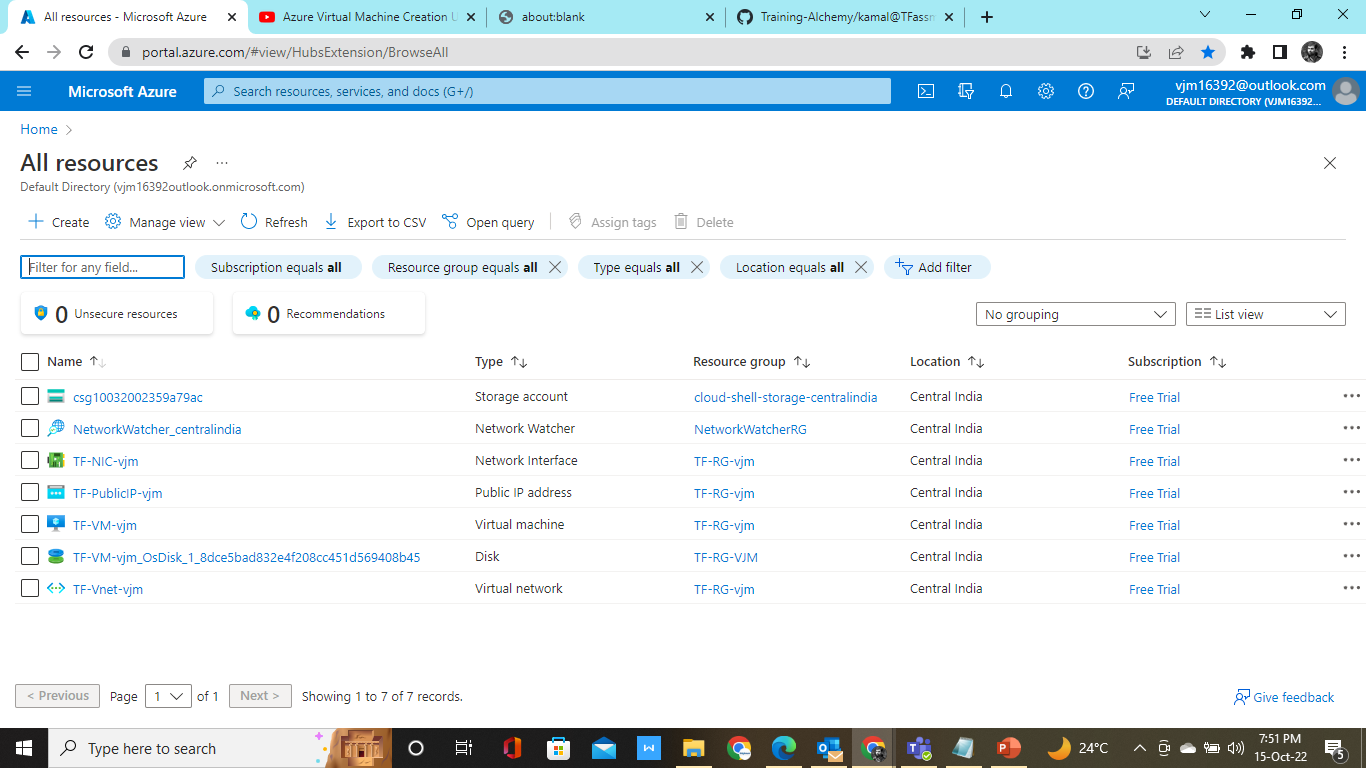 All resources - Microsoft Azure
Azure Virtual Machine Creation U
about:blank
Training-Alchemy/kamal@TFassn
portal.azure.com/#view/HubsExtension/BrowseAll
Microsoft Azure
Search resources, services, and docs (G+/)
vjm16392@outlook.com
DEFAULT DIRECTORY (VJM16392...
Home
All resources
Default Directory (vjm16392outlook.onmicrosoft.com)
Create Manage view Refresh Export to CSV Open query Assign tags Delete
Filter for any field... Subscription equals all Resource group equals all Type equals all Location equals all Add filter
0 Unsecure resources 0 Recommendations No grouping List view
Name Type Resource group Location Subscription
csg10032002359a79ac Storage account cloud-shell-storage-centralindia Central India Free Trial
NetworkWatcher_centralindia Network Watcher NetworkWatcherRG Central India Free Trial
TF-NIC-vjm Network Interface TF-RG-vjm Central India Free Trial
TF-PublicIP-vjm Public IP address TF-RG-vjm Central India Free Trial
TF-VM-vjm Virtual machine TF-RG-vjm Central India Free Trial
TF-VM-vjm_OsDisk_1_8dce5bad832e4f208cc451d569408b45 Disk TF-RG-VJM Central India Free Trial
TF-Vnet-vjm Virtual network TF-RG-vjm Central India Free Trial
< Previous Page 1 of 1 Next > Showing 1 to 7 of 7 records. Give feedback
Type here to search
24°C
7:51 PM
15-Oct-22
5